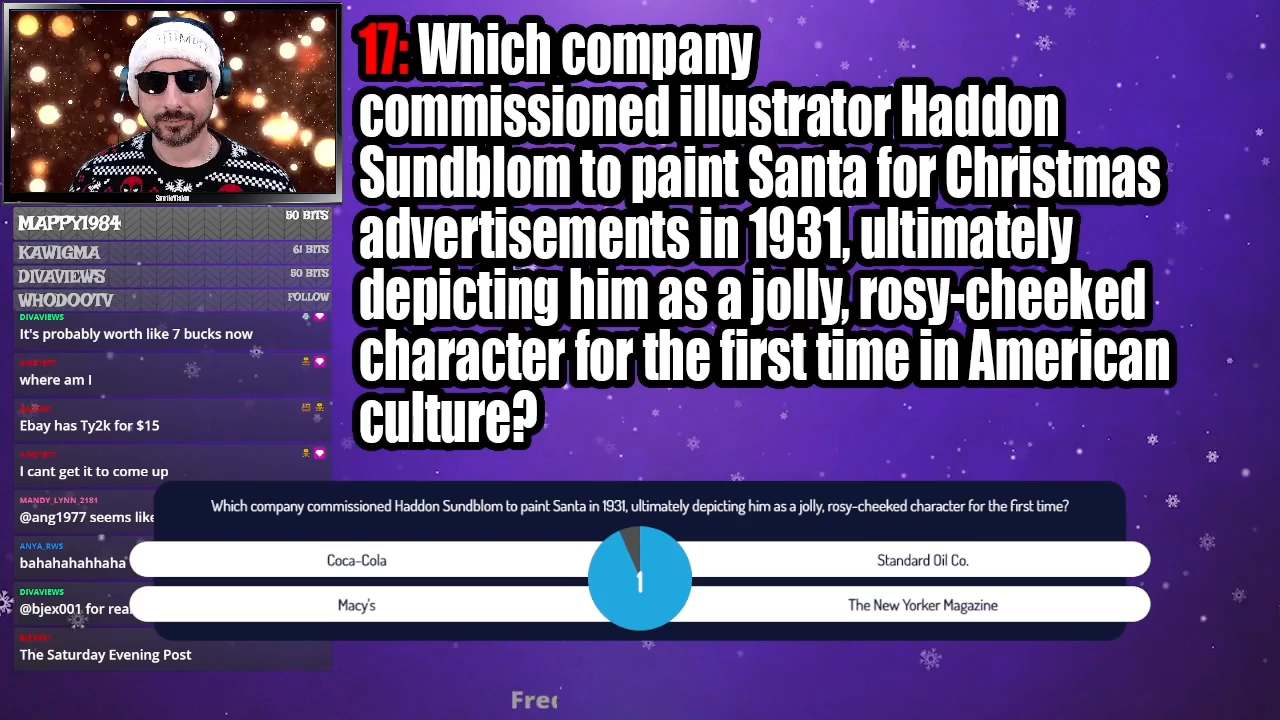 17: Which company
commissioned illustrator Haddon
Sundblom to paint Santa for Christmas
advertisements in 1931, ultimately
depicting him as a jolly, rosy-cheeked
character for the first time in American
culture?
MAPPY1984 50 BITS
KAWIGMA 61 BITS
DIVAVIEWS 50 BITS
WHODOOTV FOLLOW
DIVAVIEWS
It's probably worth like 7 bucks now
where am I
Ebay has Ty2k for $15
I cant get it to come up
MANDY_LYNN_2181
@ang1977 seems like
ANYA_RWS
bahahahahhaha
DIVAVIEWS
@bjex001 for rea
The Saturday Evening Post
Which company commissioned Haddon Sundblom to paint Santa in 1931, ultimately depicting him as a jolly, rosy-cheeked character for the first time?
Coca-Cola
Standard Oil Co.
1
Macy's
The New Yorker Magazine
Fre